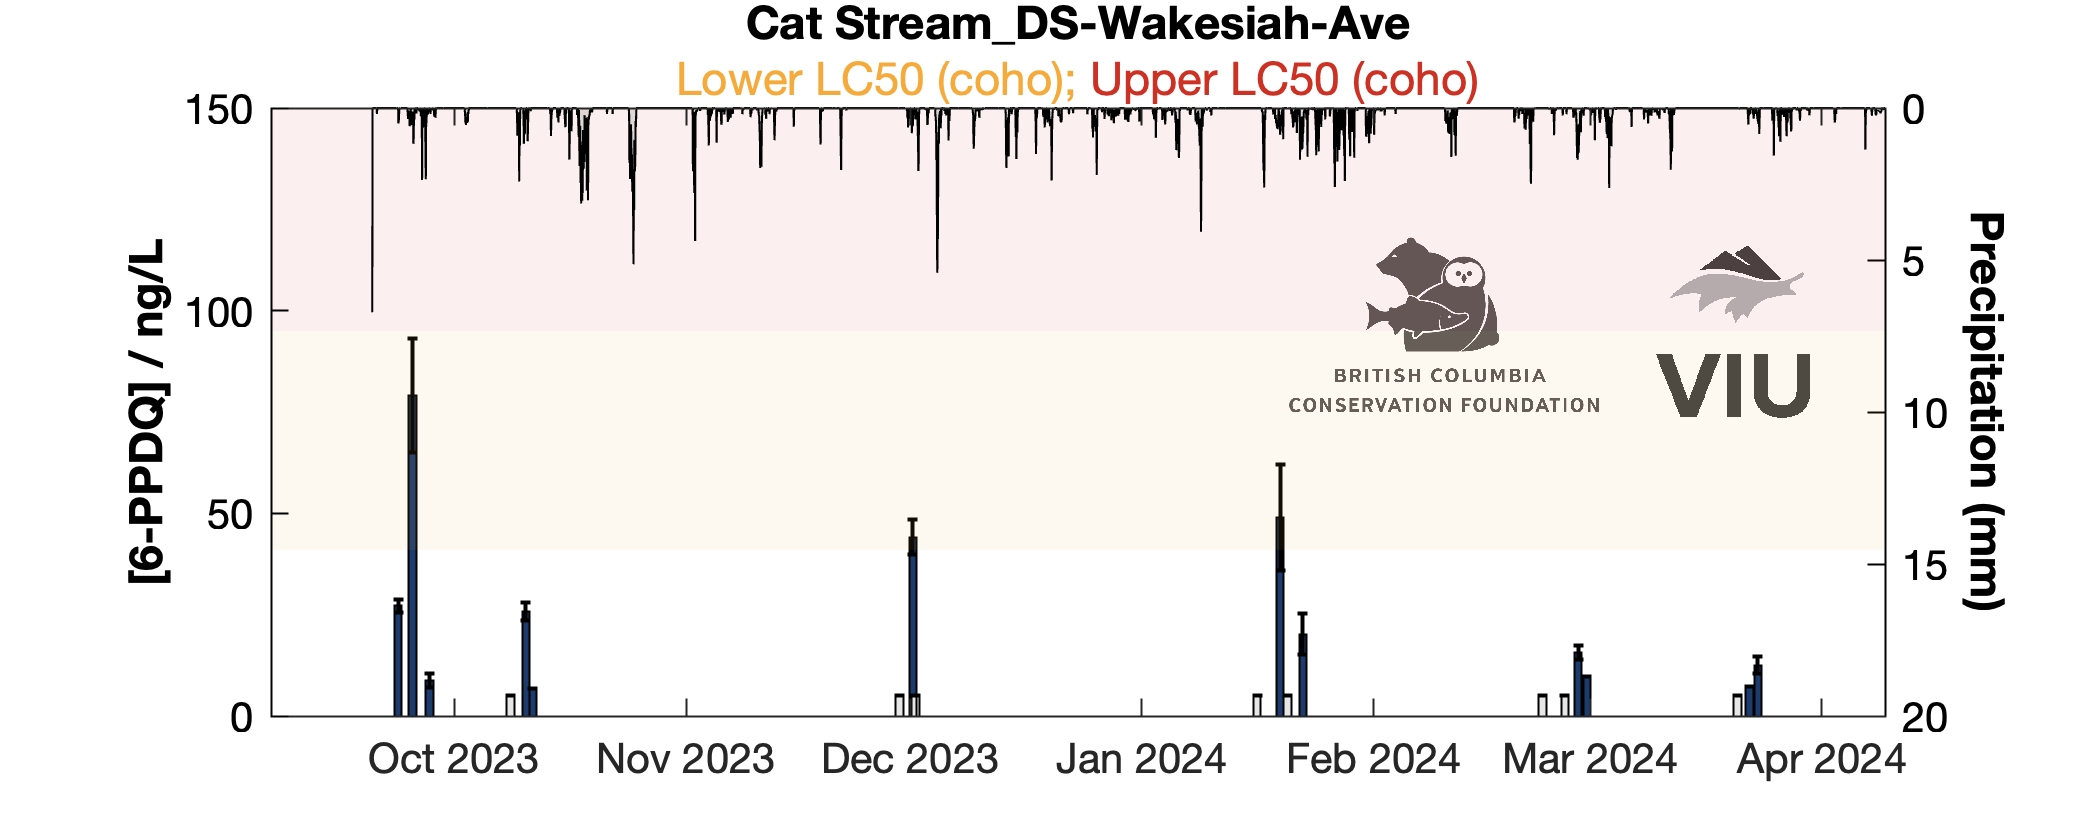 Cat Stream_DS-Wakesiah-Ave
Lower LC50 (coho); Upper LC50 (coho)
[6-PPDQ] / ng/L
150
100
50
0
0
5
10
15
20
Precipitation (mm)
BRITISH COLUMBIA
CONSERVATION FOUNDATION
VIU
Oct 2023 Nov 2023 Dec 2023 Jan 2024 Feb 2024 Mar 2024 Apr 2024